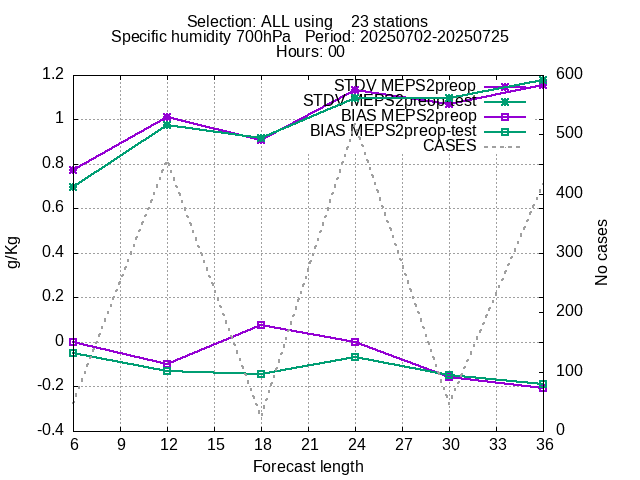 Selection: ALL using    23 stations
Specific humidity 700hPa   Period: 20250702-20250725
Hours: 00
1.2
1
0.8
0.6
0.4
0.2
0
-0.2
-0.4
g/Kg
STDV MEPS2preop
STDV MEPS2preop-test
BIAS MEPS2preop
BIAS MEPS2preop-test
CASES
600
500
400
300
200
100
0
No cases
6 9 12 15 18 21 24 27 30 33 36
Forecast length